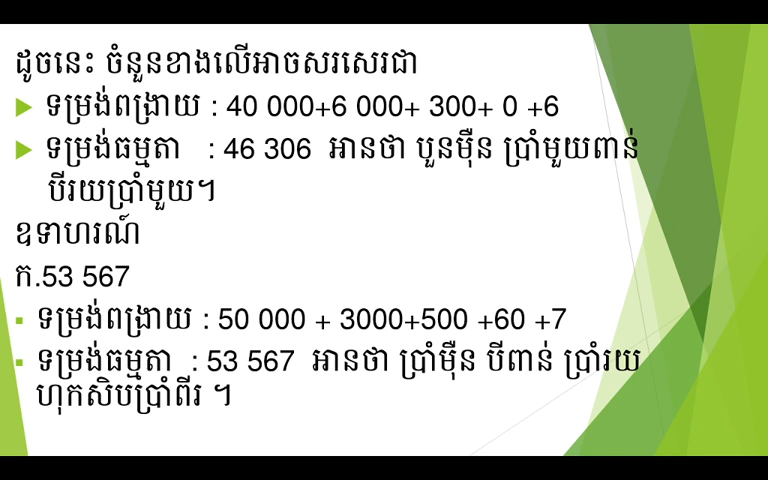 ដូចនេះ ចំនួនខាងលើអាចសរសេរជា
ទម្រង់ពង្រាយ : 40 000+6 000+ 300+ 0 +6
ទម្រង់ធម្មតា : 46 306 អានថា បួនម៉ឺន ប្រាំមួយពាន់
បីរយប្រាំមួយ។
ឧទាហរណ៍
ក.53 567
ទម្រង់ពង្រាយ : 50 000 + 3000+500 +60 +7
ទម្រង់ធម្មតា : 53 567 អានថា ប្រាំម៉ឺន បីពាន់ ប្រាំរយ
ហុកសិបប្រាំពីរ ។